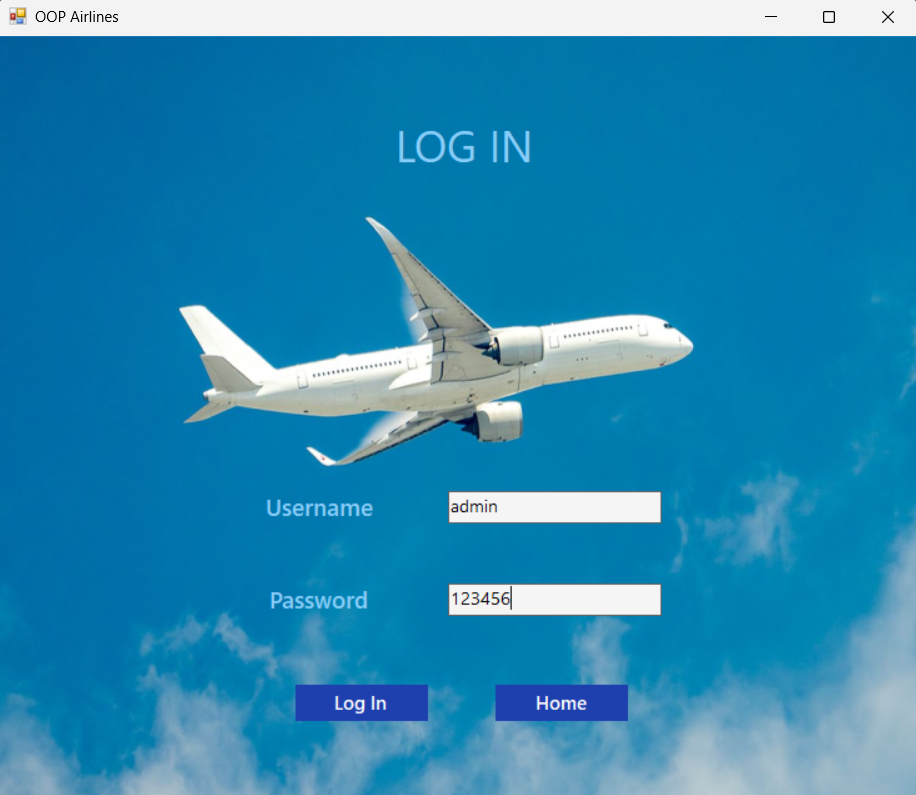 OOP Airlines
LOG IN
Username
admin
Password
123456
Log In
Home